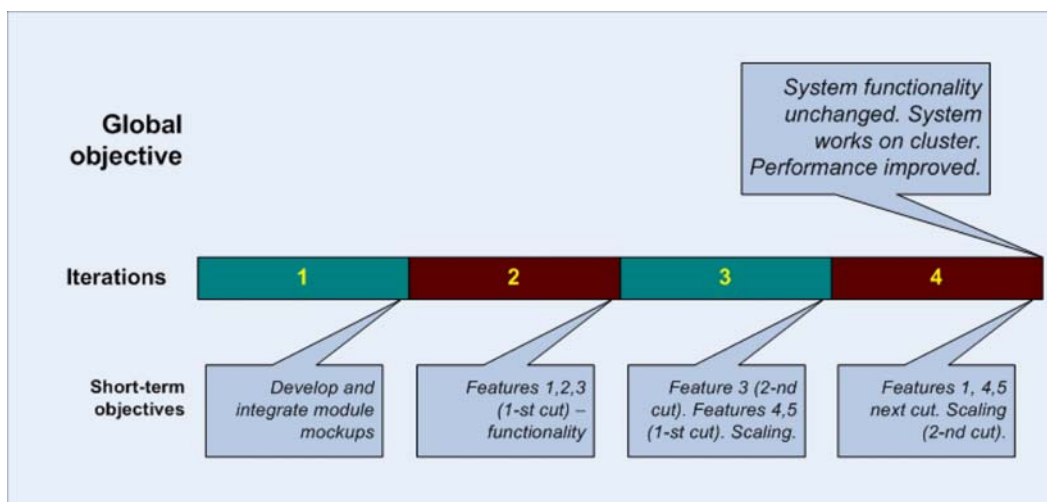 System functionality
unchanged. System
works on cluster.
Performance improved.
Global
objective
Iterations
1
2
3
4
Short-term
objectives
Develop and
integrate module
mockups
Features 1,2,3
(1-st cut) –
functionality
Feature 3 (2-nd
cut). Features 4,5
(1-st cut). Scaling.
Features 1, 4,5
next cut. Scaling
(2-nd cut).